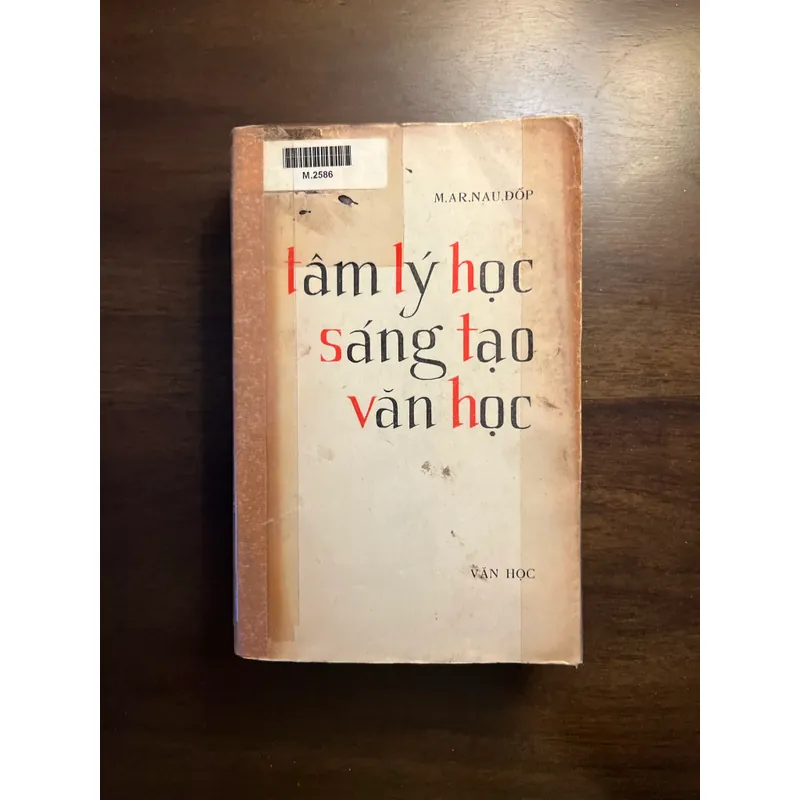 M.2586
M.AR.NAU.ĐỐP
tâm lý học
sáng tạo
văn học
VĂN HỌC